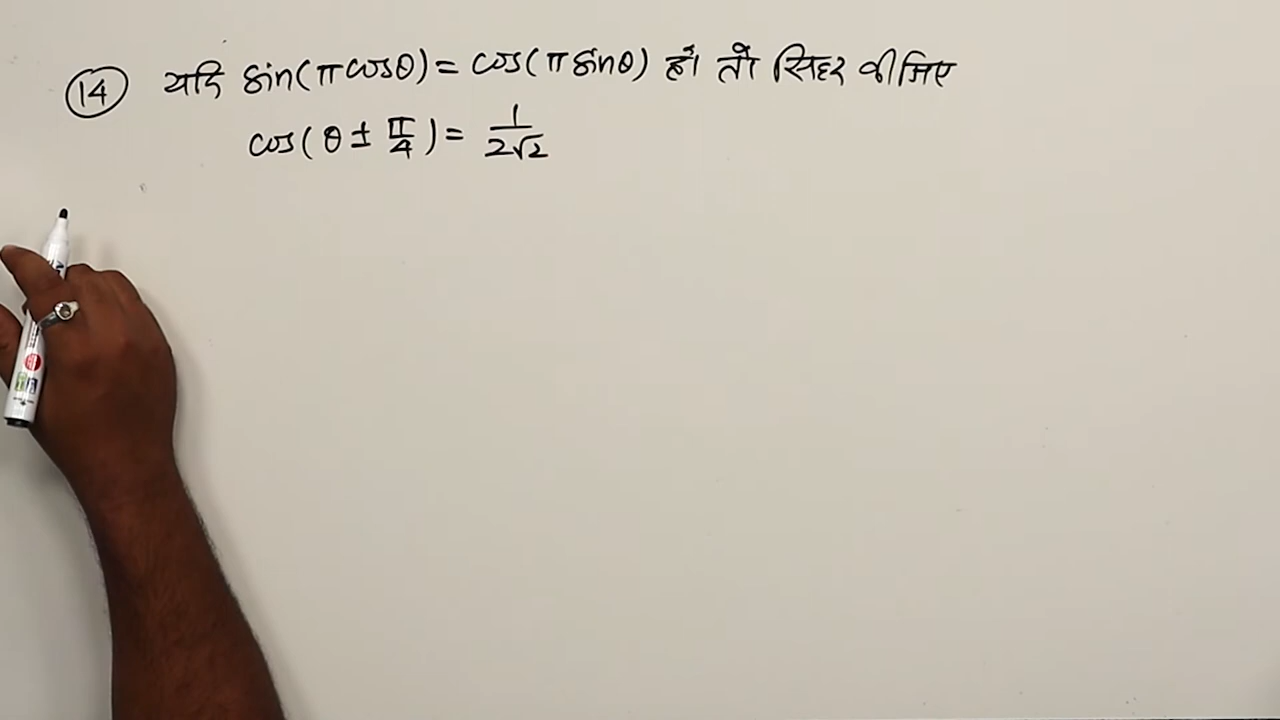 (14) यदि sin(π cosθ) = cos(π sinθ) हो तो सिद्ध कीजिए
cos(θ ± π/4) = 1/2√2